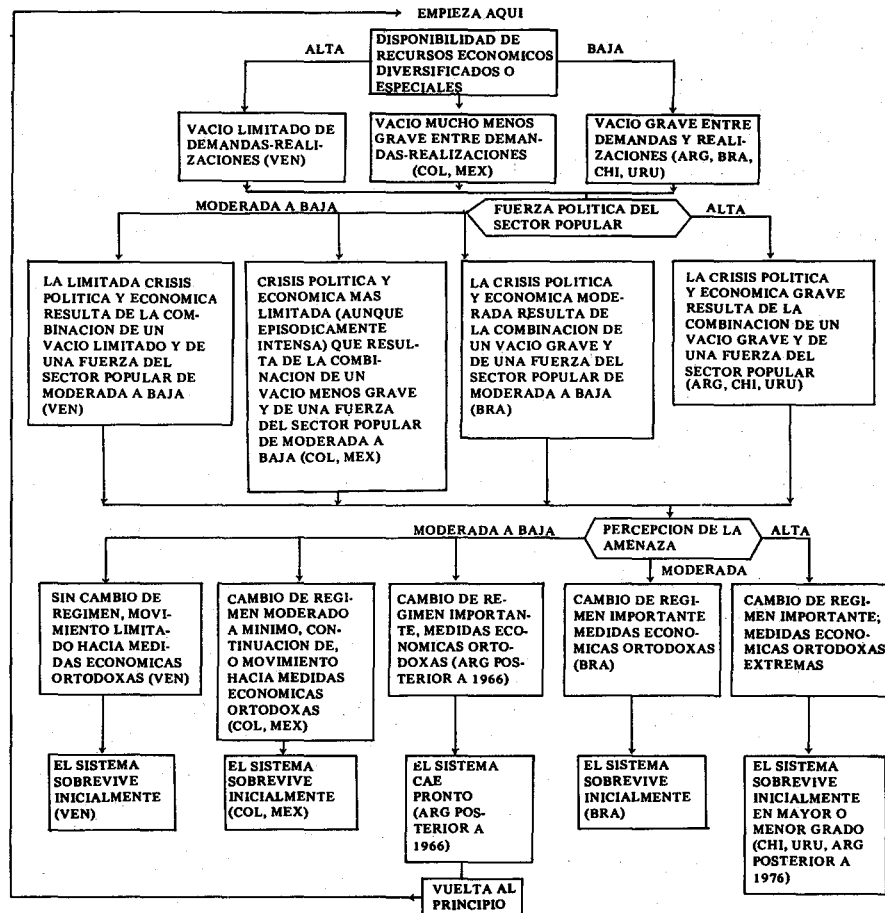 EMPIEZA AQUI
DISPONIBILIDAD DE
RECURSOS ECONOMICOS
DIVERSIFICADOS O
ESPECIALES
ALTA
BAJA
VACIO LIMITADO DE
DEMANDAS-REALI-
ZACIONES (VEN)
VACIO MUCHO MENOS
GRAVE ENTRE DEMAN-
DAS-REALIZACIONES
(COL, MEX)
VACIO GRAVE ENTRE
DEMANDAS Y REALI-
ZACIONES (ARG, BRA,
CHI, URU)
MODERADA A BAJA
FUERZA POLITICA DEL
SECTOR POPULAR
ALTA
LA LIMITADA CRISIS
POLITICA Y ECONOMICA
RESULTA DE LA COM-
BINACION DE UN
VACIO LIMITADO Y DE
UNA FUERZA DEL
SECTOR POPULAR DE
MODERADA A BAJA
(VEN)
CRISIS POLITICA Y
ECONOMICA MAS
LIMITADA (AUNQUE
EPISODICAMENTE
INTENSA) QUE RESUL-
TA DE LA COMBI-
NACION DE UN
VACIO MENOS GRAVE
Y DE UNA FUERZA
DEL SECTOR POPULAR
DE MODERADA A
BAJA (COL, MEX)
LA CRISIS POLITICA
Y ECONOMICA MODE-
RADA RESULTA DE
LA COMBINACION DE
UN VACIO GRAVE Y
DE UNA FUERZA DEL
SECTOR POPULAR DE
MODERADA A BAJA
(BRA)
LA CRISIS POLITICA
Y ECONOMICA GRAVE
RESULTA DE LA
COMBINACION DE UN
VACIO GRAVE Y DE
UNA FUERZA DEL
SECTOR POPULAR
(ARG, CHI, URU)
MODERADA A BAJA
PERCEPCION DE LA
AMENAZA
ALTA
MODERADA
SIN CAMBIO DE
REGIMEN, MOVI-
MIENTO LIMITA-
DO HACIA MEDI-
DAS ECONOMICAS
ORTODOXAS (VEN)
CAMBIO DE REGI-
MEN MODERADO
A MINIMO, CON-
TINUACION DE,
O MOVIMIENTO
HACIA MEDIDAS
ECONOMICAS
ORTODOXAS
(COL, MEX)
CAMBIO DE RE-
GIMEN IMPORTAN-
TE, MEDIDAS ECO-
NOMICAS ORTO-
DOXAS (ARG POS-
TERIOR A 1966)
CAMBIO DE REGIMEN
IMPORTANTE
MEDIDAS ECONO-
MICAS ORTODOXAS
(BRA)
CAMBIO DE REGI-
MEN IMPORTANTE;
MEDIDAS ECONO-
MICAS ORTODOXAS
EXTREMAS
EL SISTEMA
SOBREVIVE
INICIALMENTE
(VEN)
EL SISTEMA
SOBREVIVE
INICIALMENTE
(COL, MEX)
EL SISTEMA
CAE
PRONTO
(ARG POS-
TERIOR A
1966)
EL SISTEMA
SOBREVIVE
INICIALMENTE
(BRA)
EL SISTEMA
SOBREVIVE
INICIALMENTE
EN MAYOR O
MENOR GRADO
(CHI, URU, ARG
POSTERIOR A
1976)
VUELTA AL
PRINCIPIO